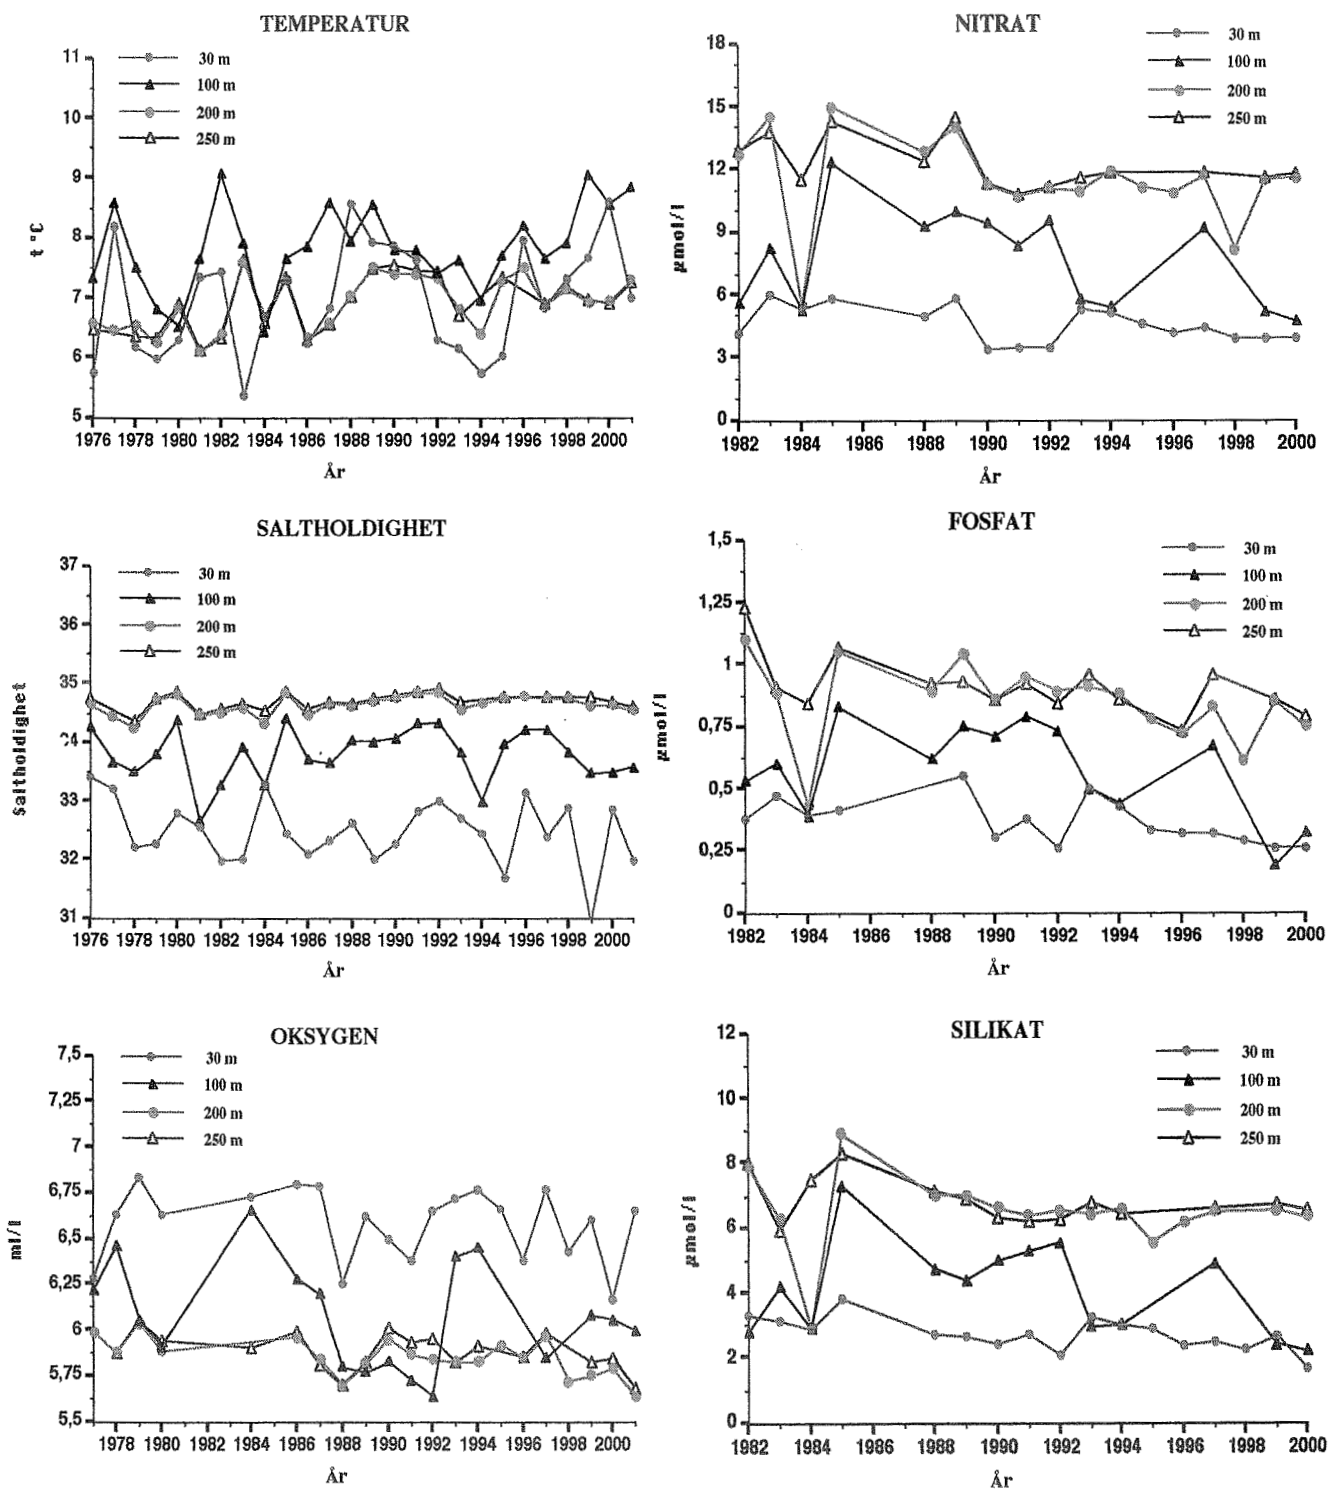 TEMPERATUR
30 m
100 m
200 m
250 m
11
10
9
8
7
6
5
t °C
1976 1978 1980 1982 1984 1986 1988 1990 1992 1994 1996 1998 2000
År
NITRAT
30 m
100 m
200 m
250 m
18
15
12
9
6
3
0
µmol/l
1982 1984 1986 1988 1990 1992 1994 1996 1998 2000
År
SALTHOLDIGHET
30 m
100 m
200 m
250 m
37
36
35
34
33
32
31
Saltholdighet
1976 1978 1980 1982 1984 1986 1988 1990 1992 1994 1996 1998 2000
År
FOSFAT
30 m
100 m
200 m
250 m
1,5
1,25
1
0,75
0,5
0,25
0
µmol/l
1982 1984 1986 1988 1990 1992 1994 1996 1998 2000
År
OKSYGEN
30 m
100 m
200 m
250 m
7,5
7,25
7
6,75
6,5
6,25
6
5,75
5,5
ml/l
1978 1980 1982 1984 1986 1988 1990 1992 1994 1996 1998 2000
År
SILIKAT
30 m
100 m
200 m
250 m
12
10
8
6
4
2
0
µmol/l
1982 1984 1986 1988 1990 1992 1994 1996 1998 2000
År